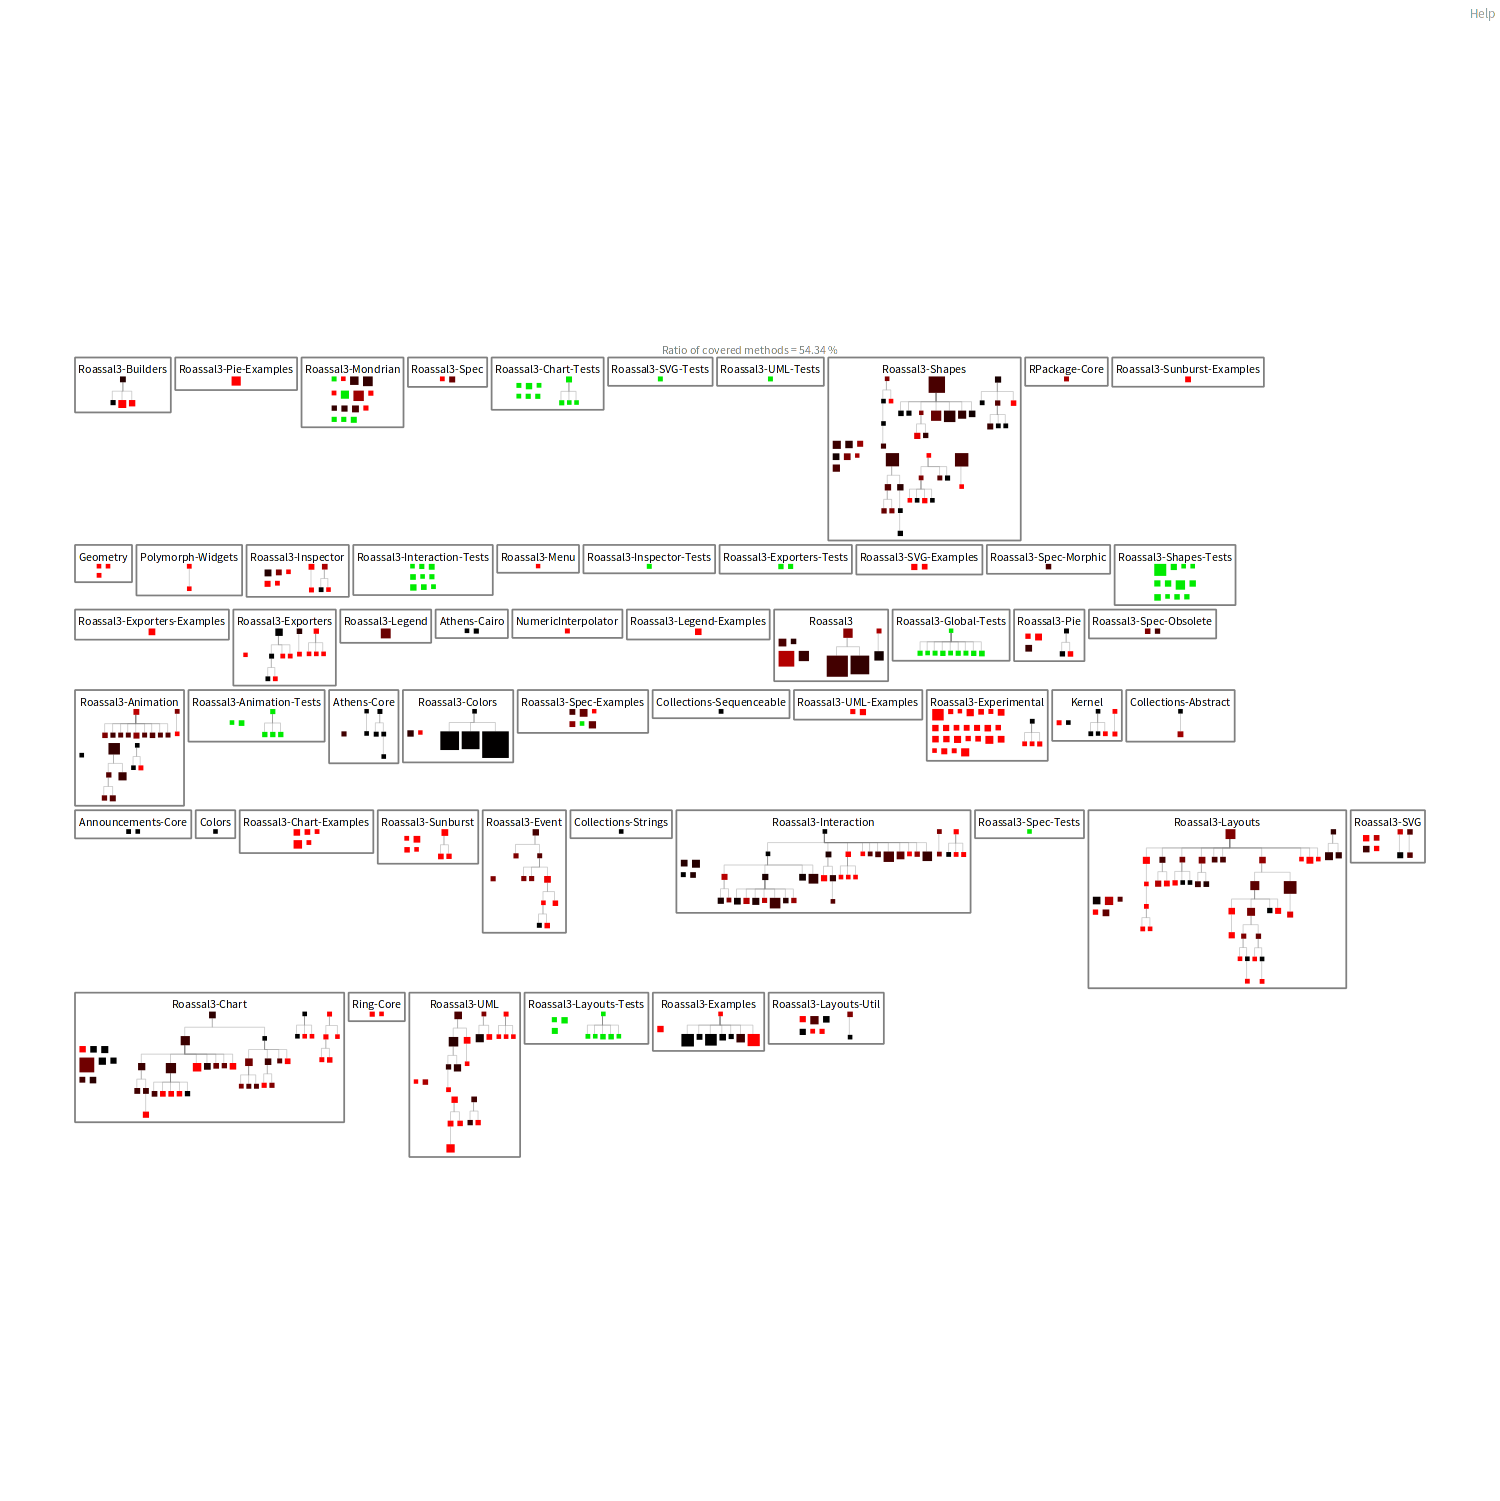 Help
Ratio of covered methods = 54.34 %
Roassal3-Builders Roassal3-Pie-Examples Roassal3-Mondrian Roassal3-Spec Roassal3-Chart-Tests Roassal3-SVG-Tests Roassal3-UML-Tests Roassal3-Shapes RPackage-Core Roassal3-Sunburst-Examples
Geometry Polymorph-Widgets Roassal3-Inspector Roassal3-Interaction-Tests Roassal3-Menu Roassal3-Inspector-Tests Roassal3-Exporters-Tests Roassal3-SVG-Examples Roassal3-Spec-Morphic Roassal3-Shapes-Tests
Roassal3-Exporters-Examples Roassal3-Exporters Roassal3-Legend Athens-Cairo NumericInterpolator Roassal3-Legend-Examples Roassal3 Roassal3-Global-Tests Roassal3-Pie Roassal3-Spec-Obsolete
Roassal3-Animation Roassal3-Animation-Tests Athens-Core Roassal3-Colors Roassal3-Spec-Examples Collections-Sequenceable Roassal3-UML-Examples Roassal3-Experimental Kernel Collections-Abstract
Announcements-Core Colors Roassal3-Chart-Examples Roassal3-Sunburst Roassal3-Event Collections-Strings Roassal3-Interaction Roassal3-Spec-Tests Roassal3-Layouts Roassal3-SVG
Roassal3-Chart Ring-Core Roassal3-UML Roassal3-Layouts-Tests Roassal3-Examples Roassal3-Layouts-Util